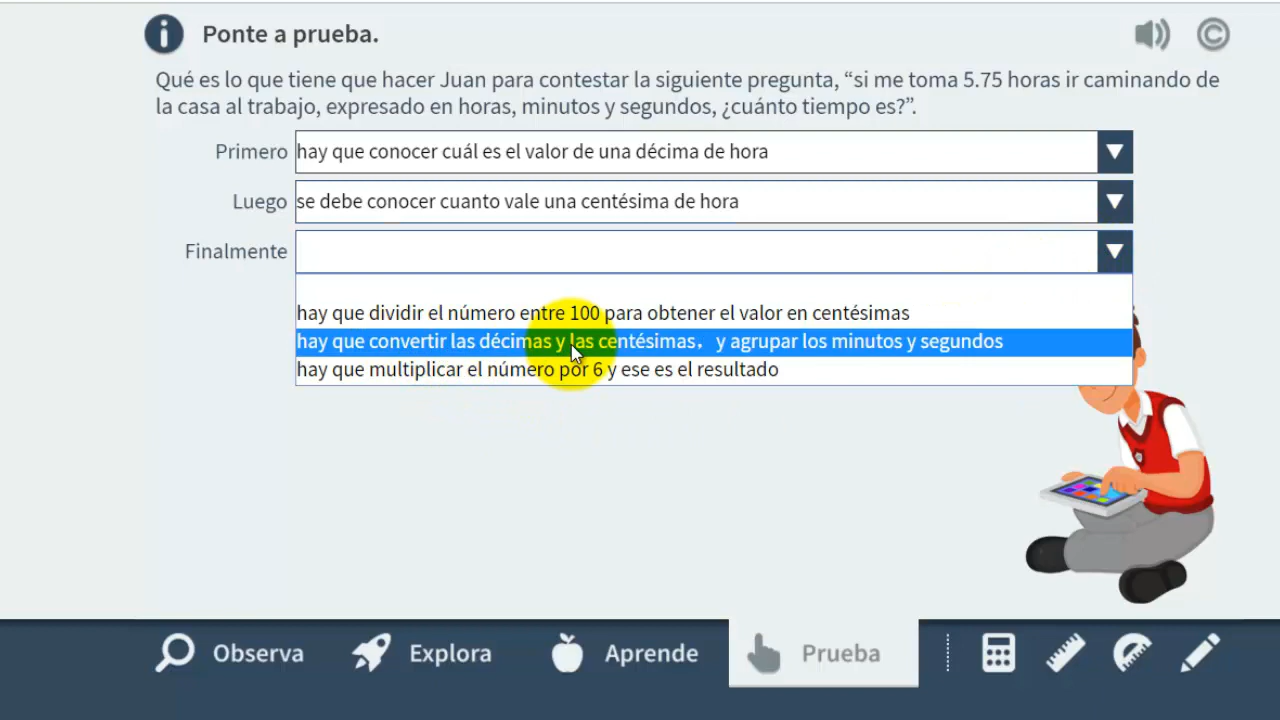 Ponte a prueba.
Qué es lo que tiene que hacer Juan para contestar la siguiente pregunta, “si me toma 5.75 horas ir caminando de
la casa al trabajo, expresado en horas, minutos y segundos, ¿cuánto tiempo es?”.
Primero hay que conocer cuál es el valor de una décima de hora
Luego se debe conocer cuanto vale una centésima de hora
Finalmente
hay que dividir el número entre 100 para obtener el valor en centésimas
hay que convertir las décimas y las centésimas, y agrupar los minutos y segundos
hay que multiplicar el número por 6 y ese es el resultado
Observa Explora Aprende Prueba